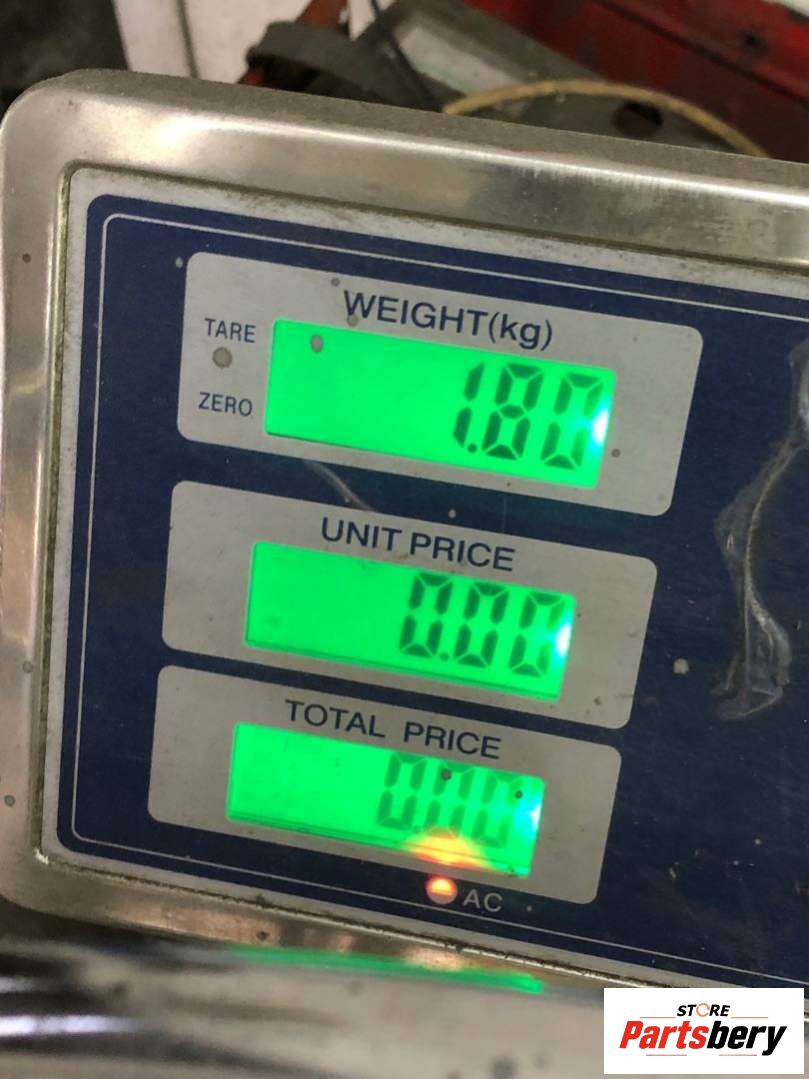 WEIGHT(kg)
TARE
1.80
ZERO
UNIT PRICE
0.00
TOTAL PRICE
0.00
AC
STORE
Partsbery